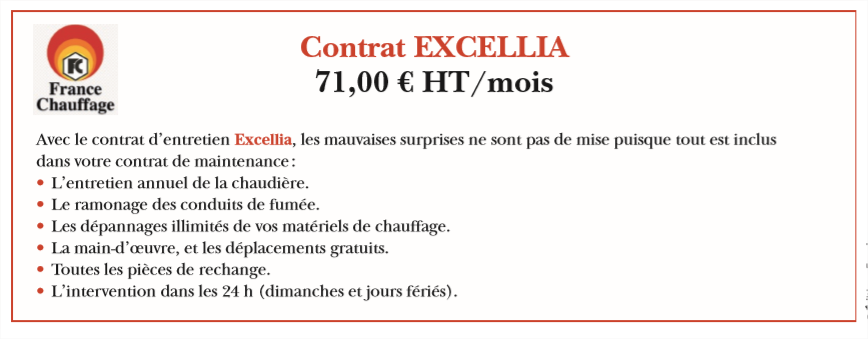 FC
France
Chauffage
Contrat EXCELLIA
71,00 € HT/mois
Avec le contrat d’entretien Excellia, les mauvaises surprises ne sont pas de mise puisque tout est inclus
dans votre contrat de maintenance :
• L’entretien annuel de la chaudière.
• Le ramonage des conduits de fumée.
• Les dépannages illimités de vos matériels de chauffage.
• La main-d’œuvre, et les déplacements gratuits.
• Toutes les pièces de rechange.
• L’intervention dans les 24 h (dimanches et jours fériés).